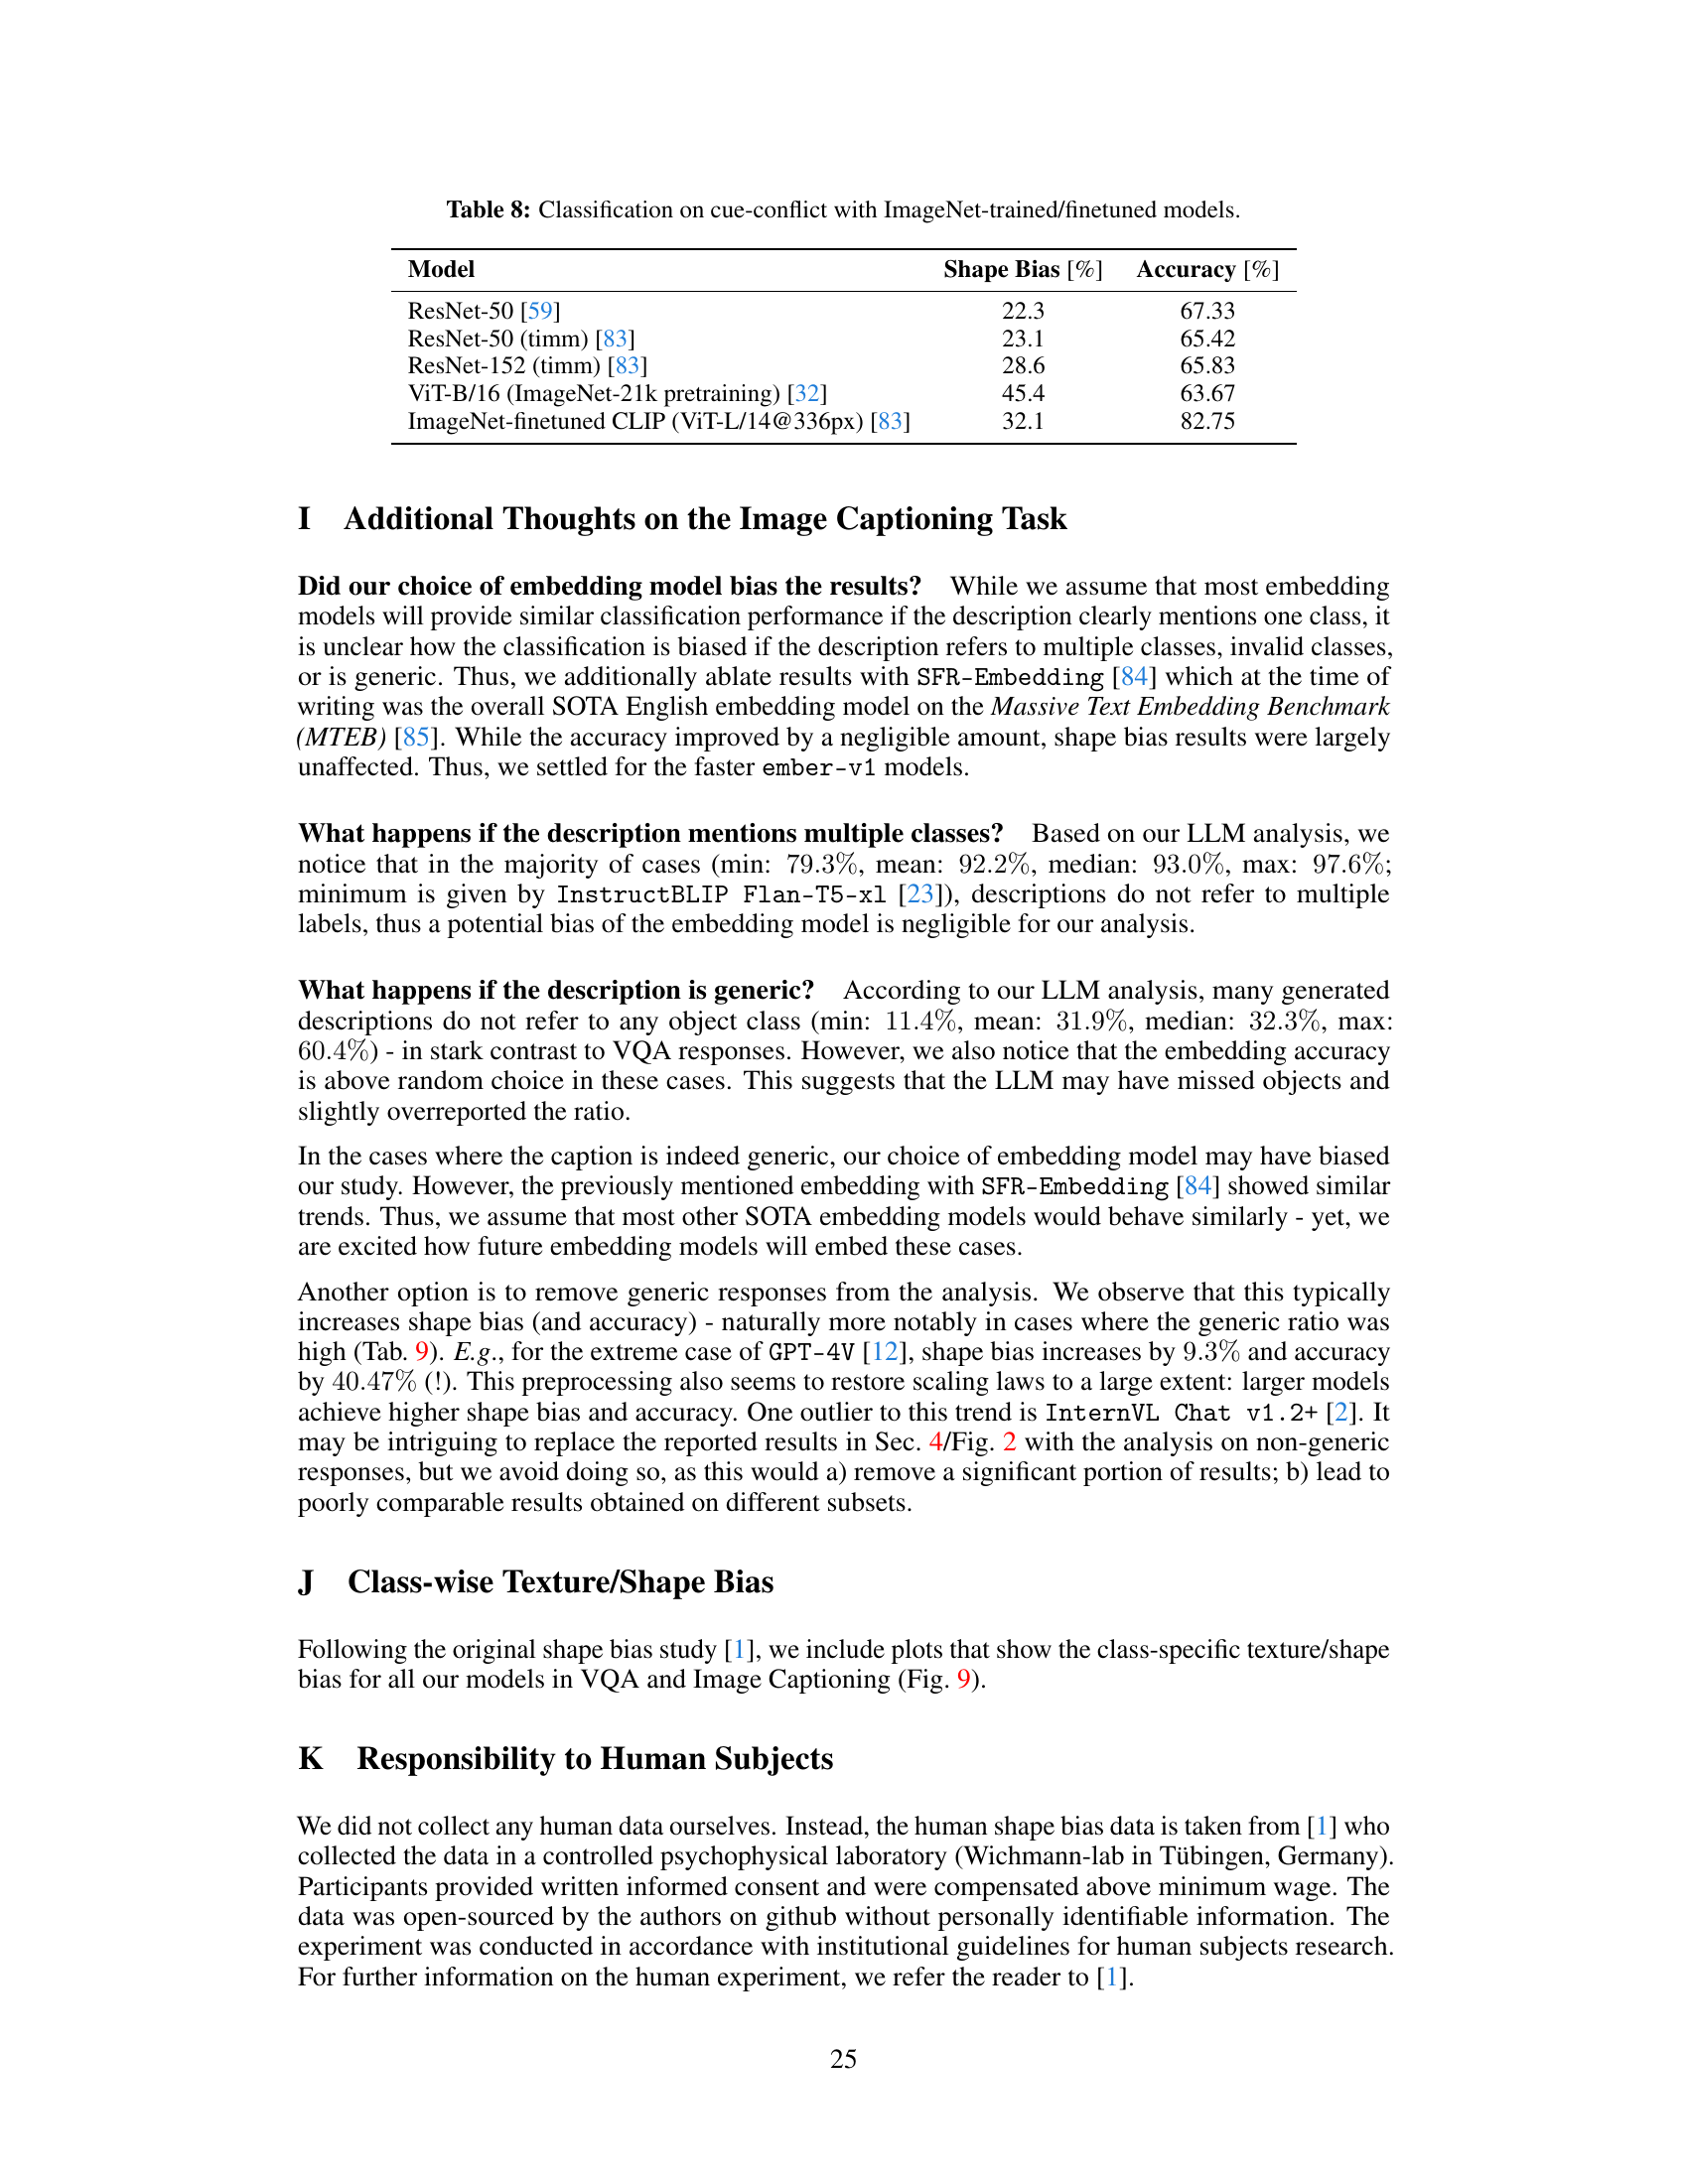 Table 8: Classification on cue-conflict with ImageNet-trained/finetuned models.
Model Shape Bias [%] Accuracy [%]
ResNet-50 [59] 22.3 67.33
ResNet-50 (timm) [83] 23.1 65.42
ResNet-152 (timm) [83] 28.6 65.83
ViT-B/16 (ImageNet-21k pretraining) [32] 45.4 63.67
ImageNet-finetuned CLIP (ViT-L/14@336px) [83] 32.1 82.75
I Additional Thoughts on the Image Captioning Task
Did our choice of embedding model bias the results? While we assume that most embedding
models will provide similar classification performance if the description clearly mentions one class, it
is unclear how the classification is biased if the description refers to multiple classes, invalid classes,
or is generic. Thus, we additionally ablate results with SFR-Embedding [84] which at the time of
writing was the overall SOTA English embedding model on the Massive Text Embedding Benchmark
(MTEB) [85]. While the accuracy improved by a negligible amount, shape bias results were largely
unaffected. Thus, we settled for the faster ember-v1 models.
What happens if the description mentions multiple classes? Based on our LLM analysis, we
notice that in the majority of cases (min: 79.3%, mean: 92.2%, median: 93.0%, max: 97.6%;
minimum is given by InstructBLIP Flan-T5-xl [23]), descriptions do not refer to multiple
labels, thus a potential bias of the embedding model is negligible for our analysis.
What happens if the description is generic? According to our LLM analysis, many generated
descriptions do not refer to any object class (min: 11.4%, mean: 31.9%, median: 32.3%, max:
60.4%) - in stark contrast to VQA responses. However, we also notice that the embedding accuracy
is above random choice in these cases. This suggests that the LLM may have missed objects and
slightly overreported the ratio.
In the cases where the caption is indeed generic, our choice of embedding model may have biased
our study. However, the previously mentioned embedding with SFR-Embedding [84] showed similar
trends. Thus, we assume that most other SOTA embedding models would behave similarly - yet, we
are excited how future embedding models will embed these cases.
Another option is to remove generic responses from the analysis. We observe that this typically
increases shape bias (and accuracy) - naturally more notably in cases where the generic ratio was
high (Tab. 9). E.g., for the extreme case of GPT-4V [12], shape bias increases by 9.3% and accuracy
by 40.47% (!). This preprocessing also seems to restore scaling laws to a large extent: larger models
achieve higher shape bias and accuracy. One outlier to this trend is InternVL Chat v1.2+ [2]. It
may be intriguing to replace the reported results in Sec. 4/Fig. 2 with the analysis on non-generic
responses, but we avoid doing so, as this would a) remove a significant portion of results; b) lead to
poorly comparable results obtained on different subsets.
J Class-wise Texture/Shape Bias
Following the original shape bias study [1], we include plots that show the class-specific texture/shape
bias for all our models in VQA and Image Captioning (Fig. 9).
K Responsibility to Human Subjects
We did not collect any human data ourselves. Instead, the human shape bias data is taken from [1] who
collected the data in a controlled psychophysical laboratory (Wichmann-lab in Tübingen, Germany).
Participants provided written informed consent and were compensated above minimum wage. The
data was open-sourced by the authors on github without personally identifiable information. The
experiment was conducted in accordance with institutional guidelines for human subjects research.
For further information on the human experiment, we refer the reader to [1].
25